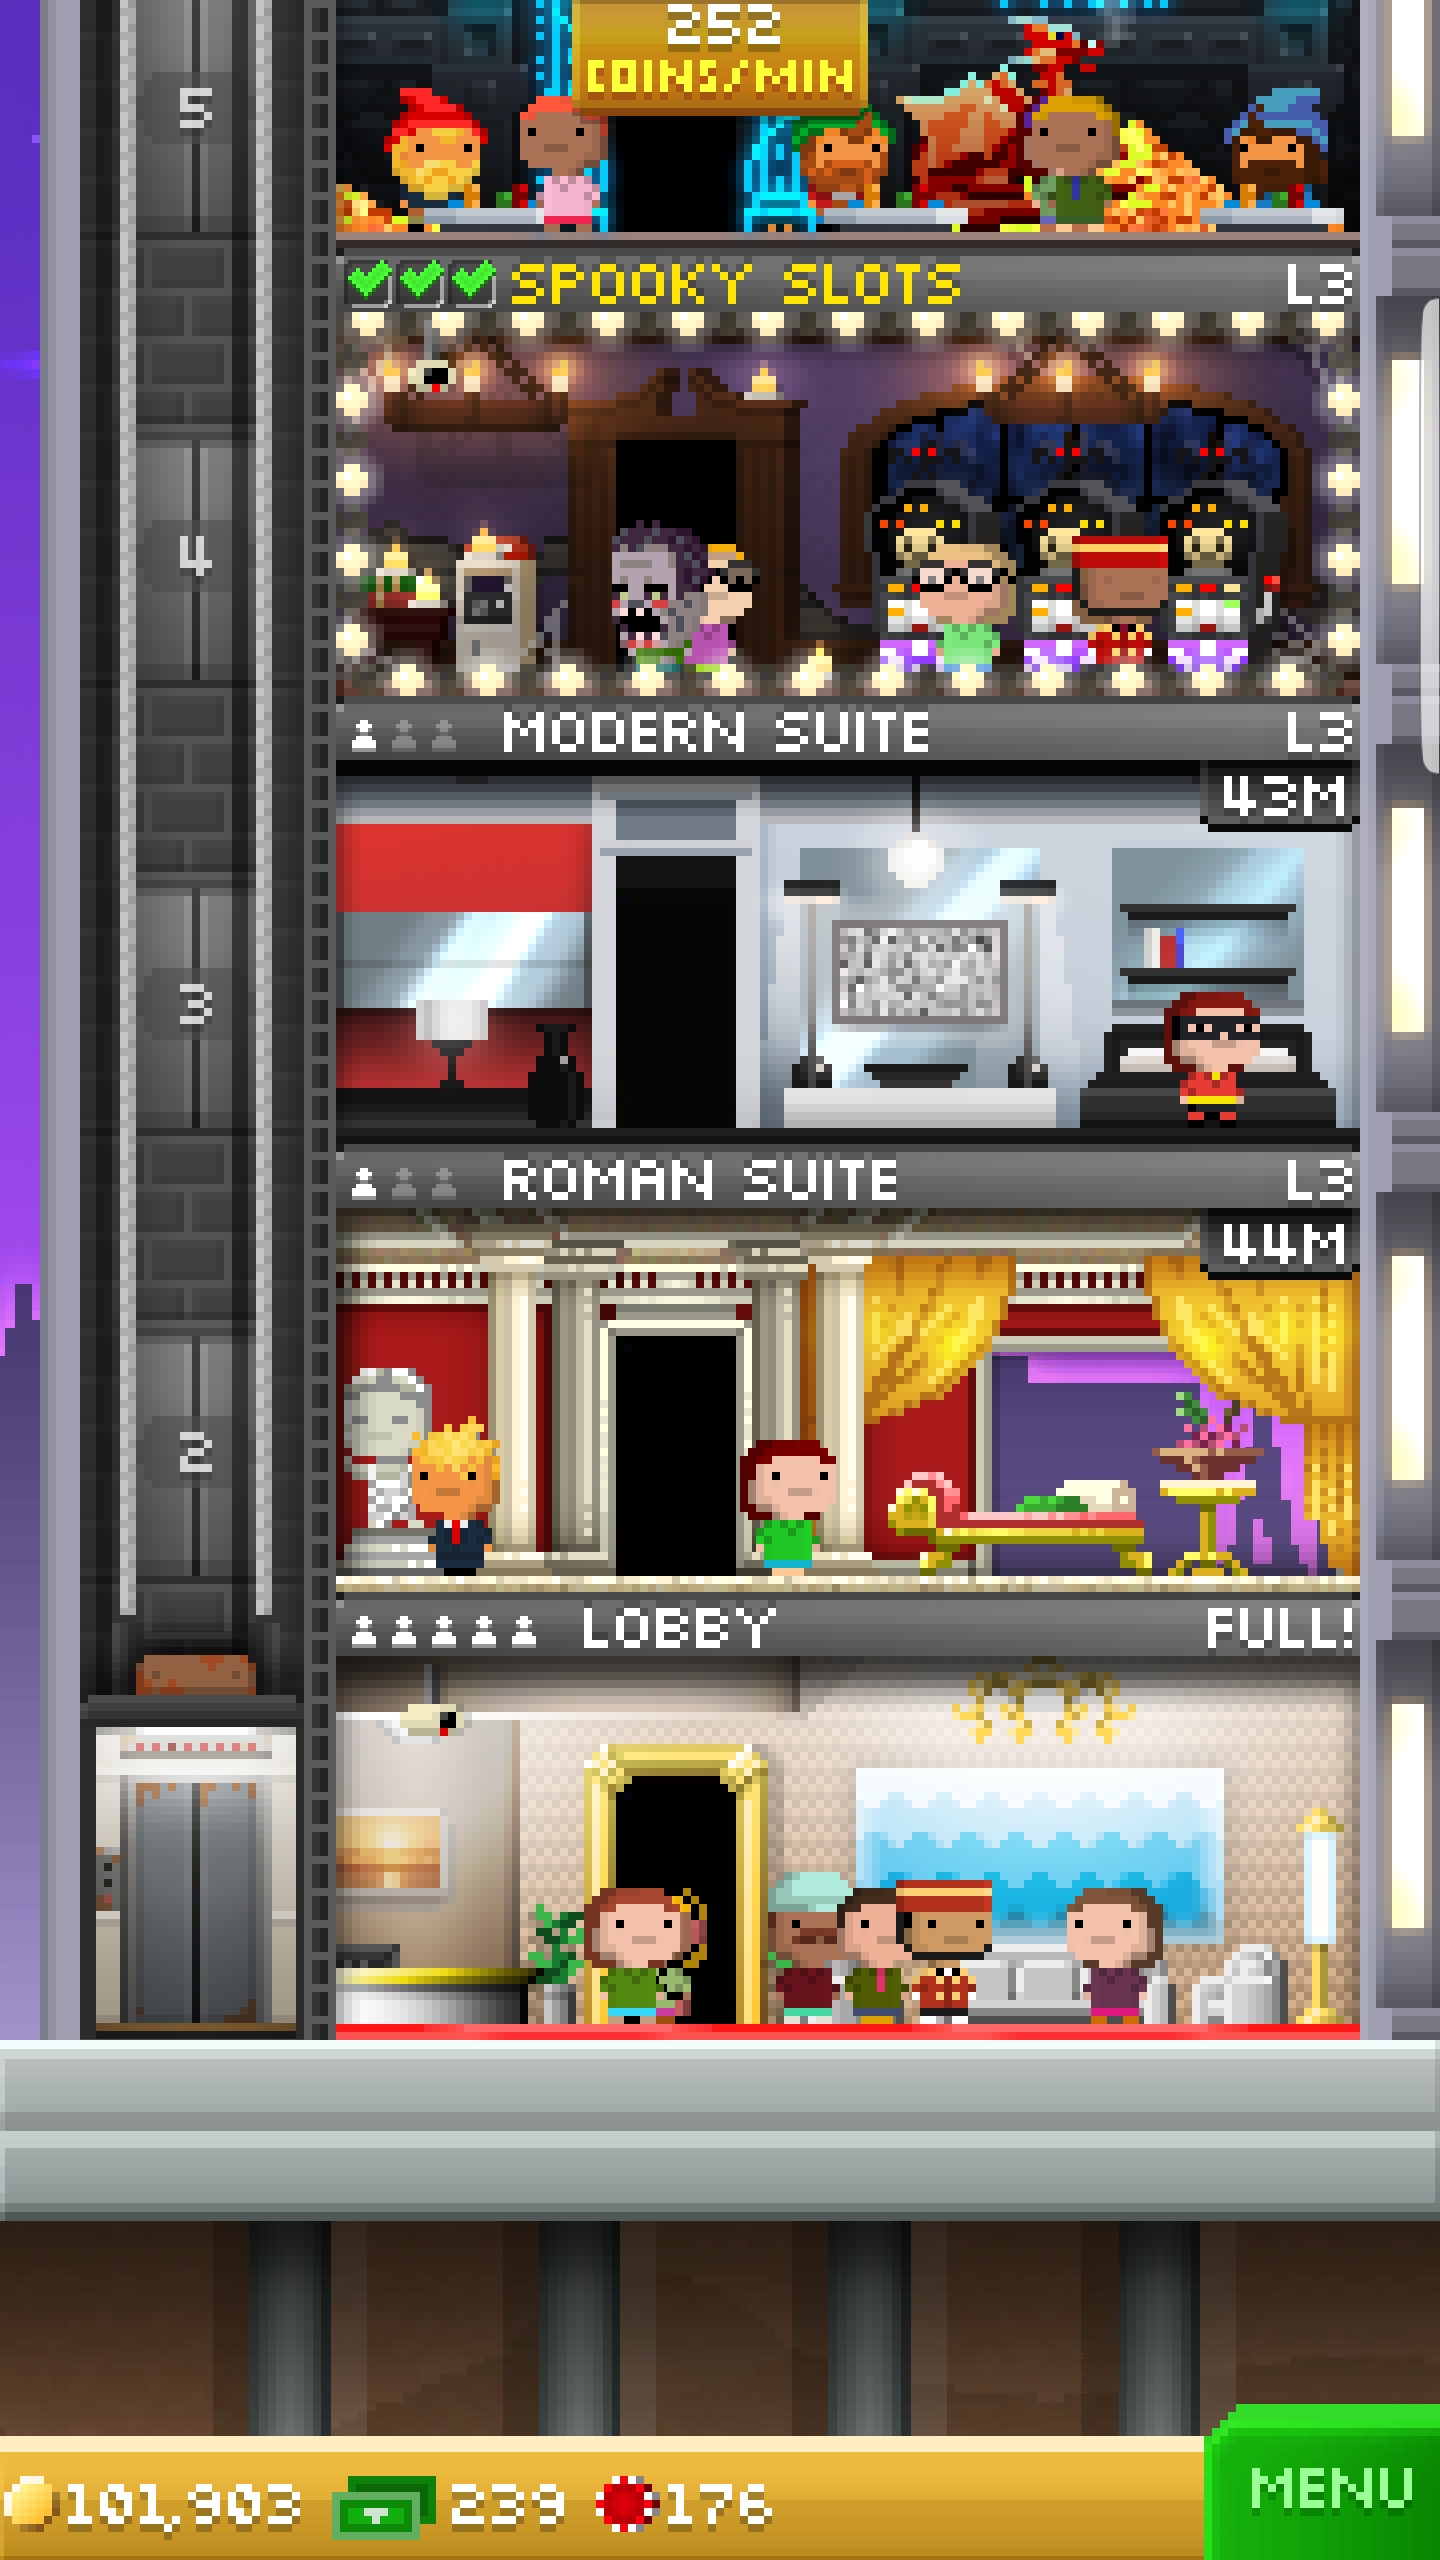 252
COINS/MIN
5
SPOOKY SLOTS L3
4
MODERN SUITE L3
43M
3
ROMAN SUITE L3
44M
2
LOBBY FULL!
101,903 239 176
MENU